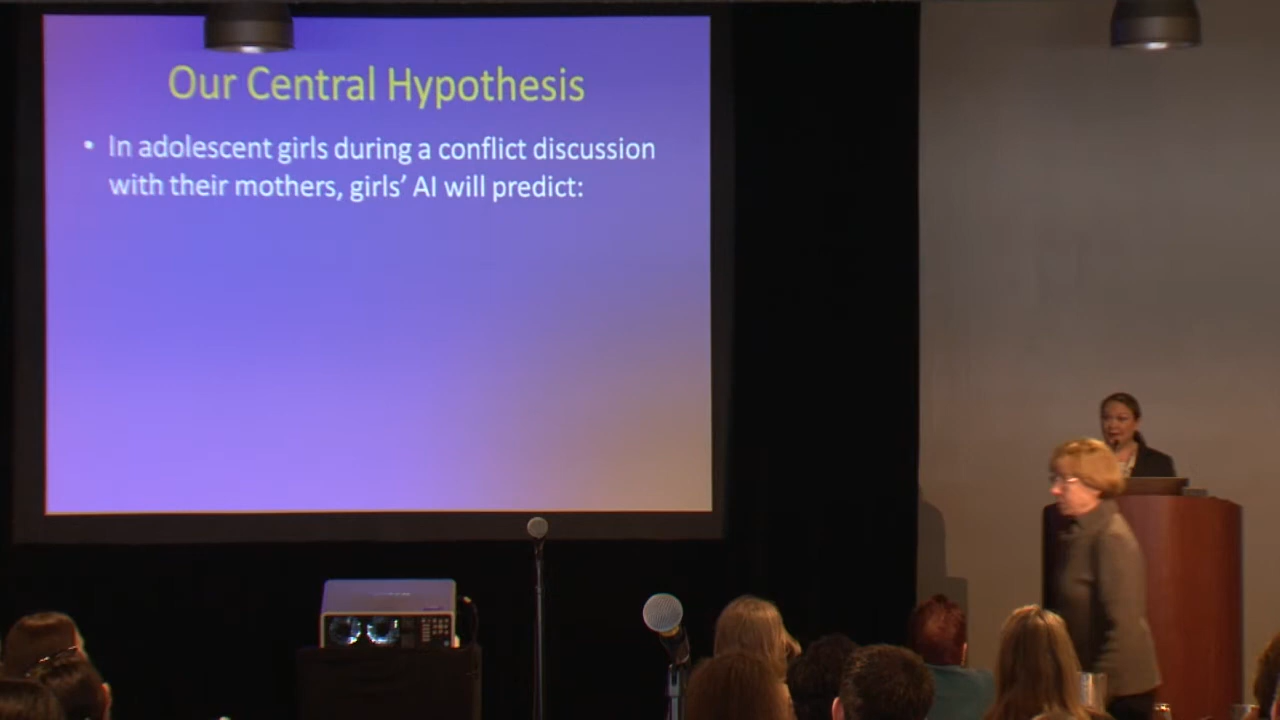 Our Central Hypothesis
• In adolescent girls during a conflict discussion
with their mothers, girls’ AI will predict: